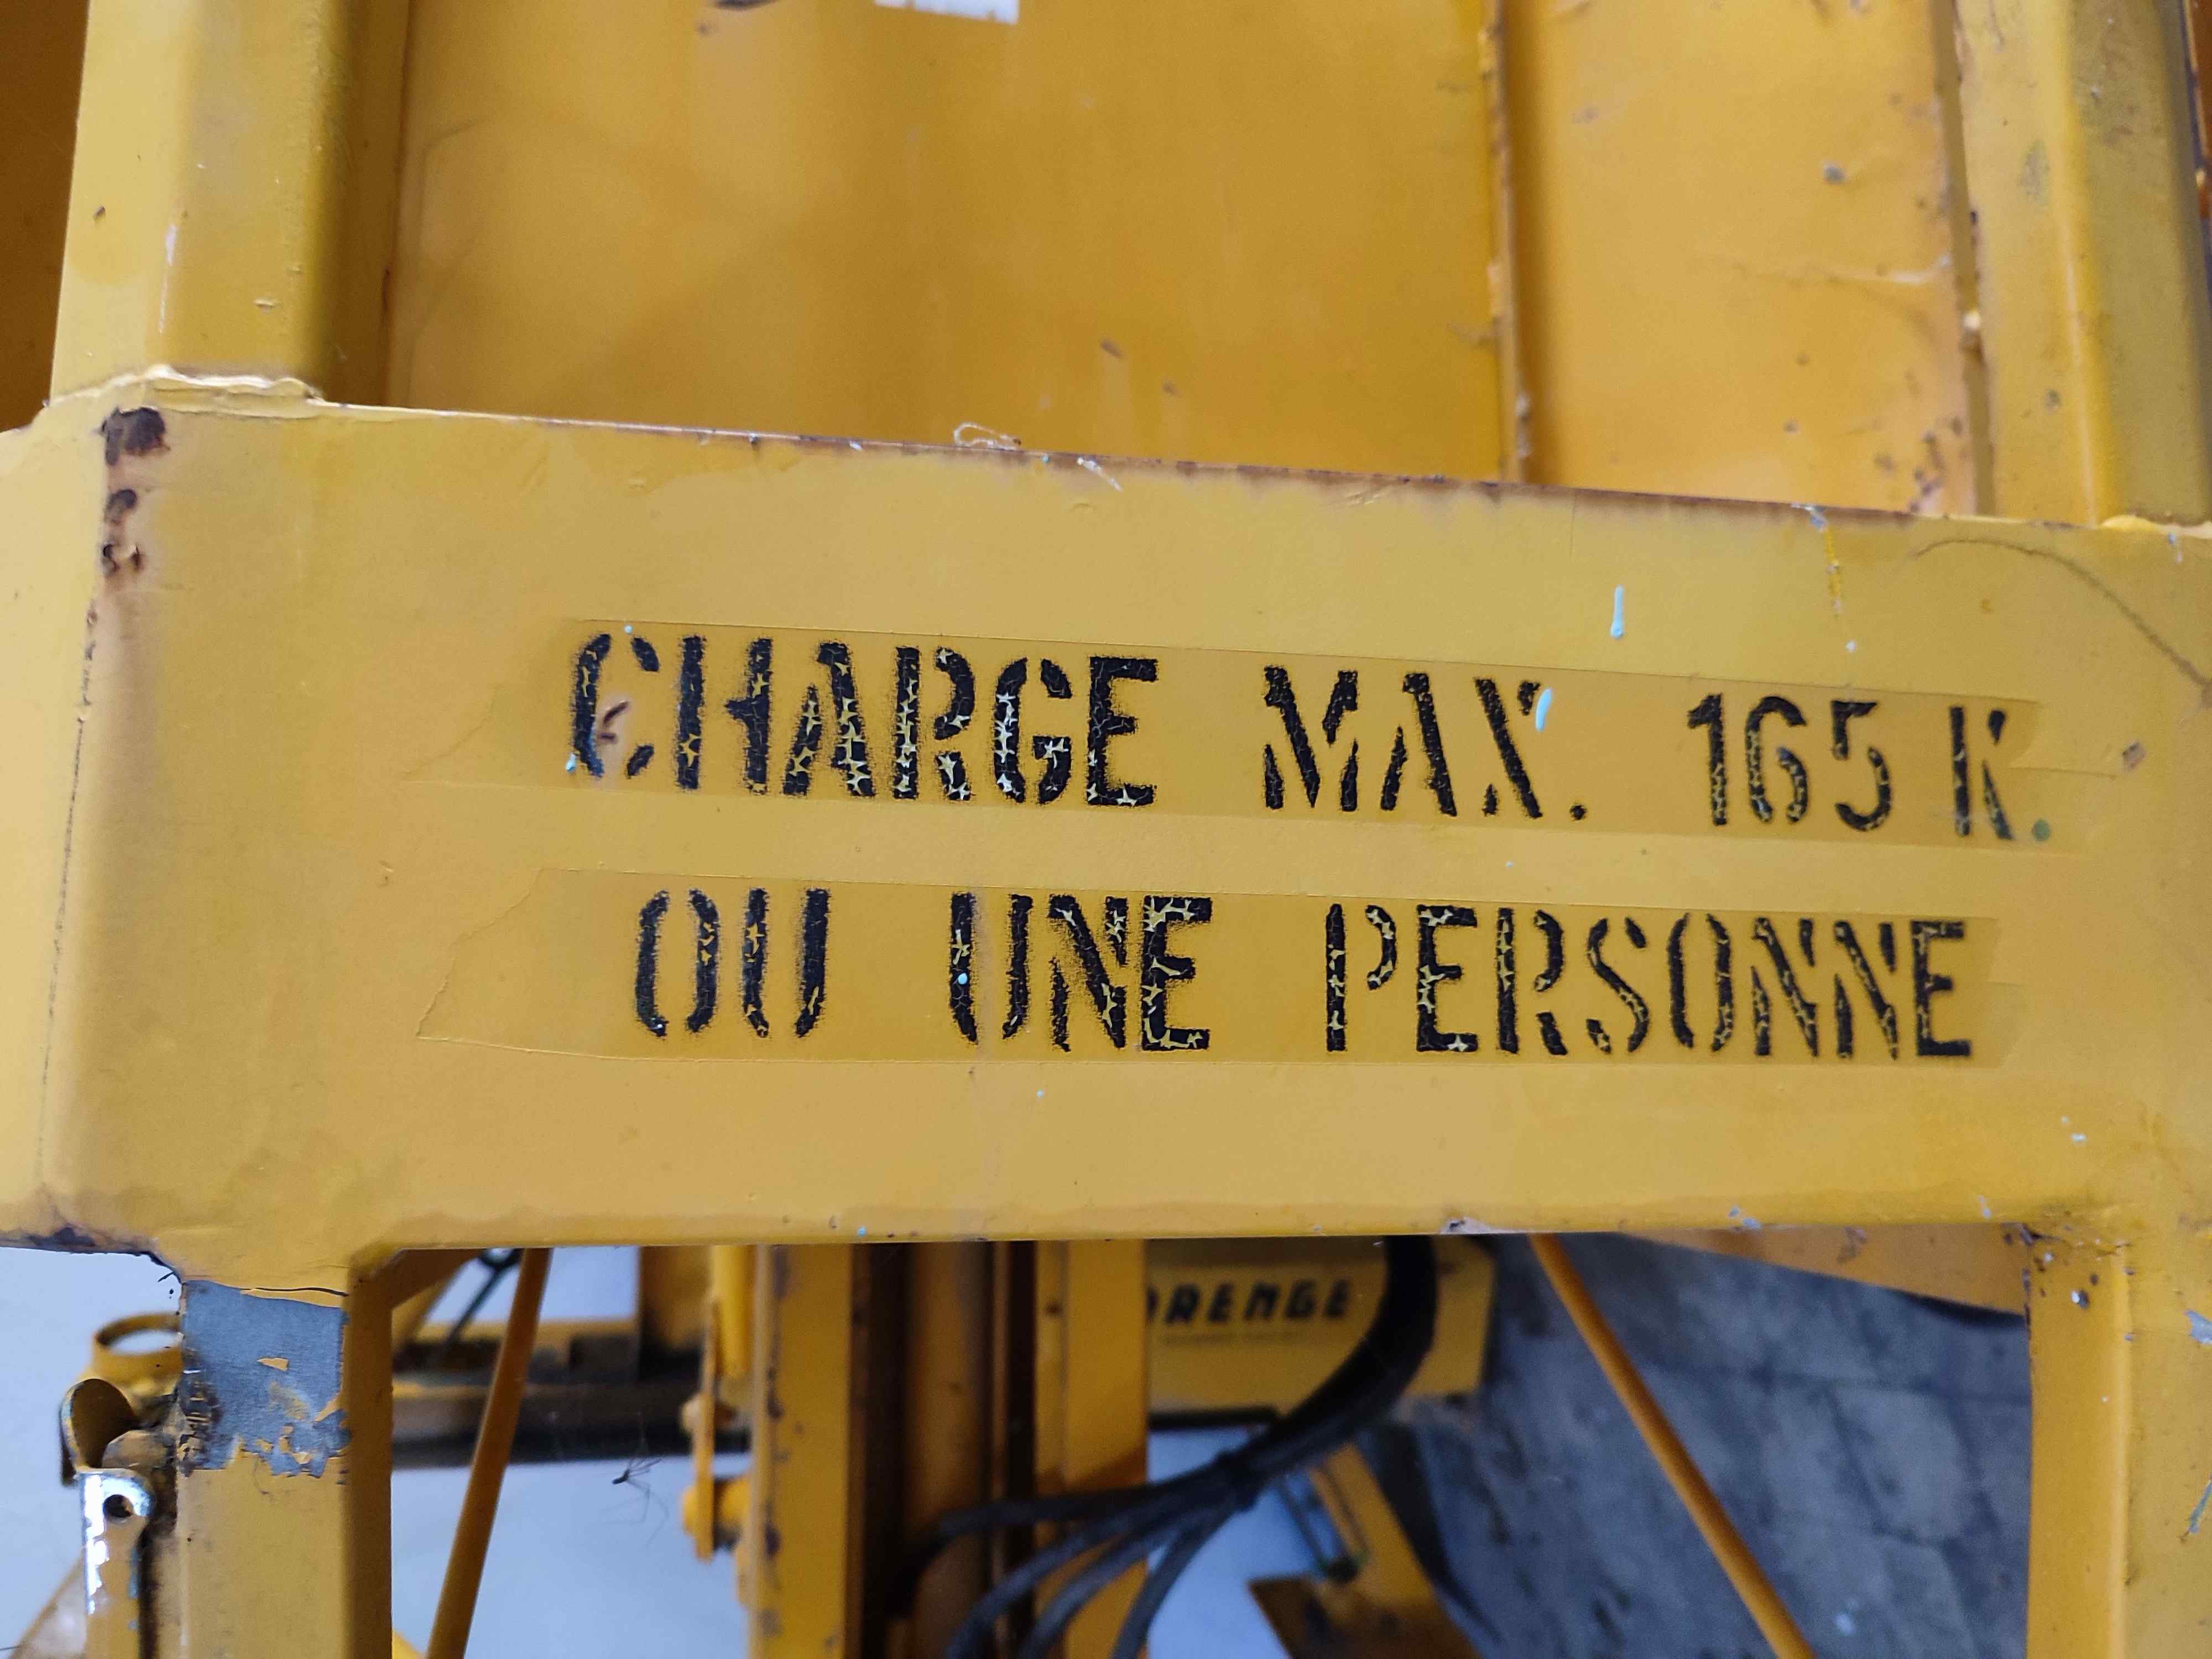 CHARGE MAX. 165 K.
OU UNE PERSONNE